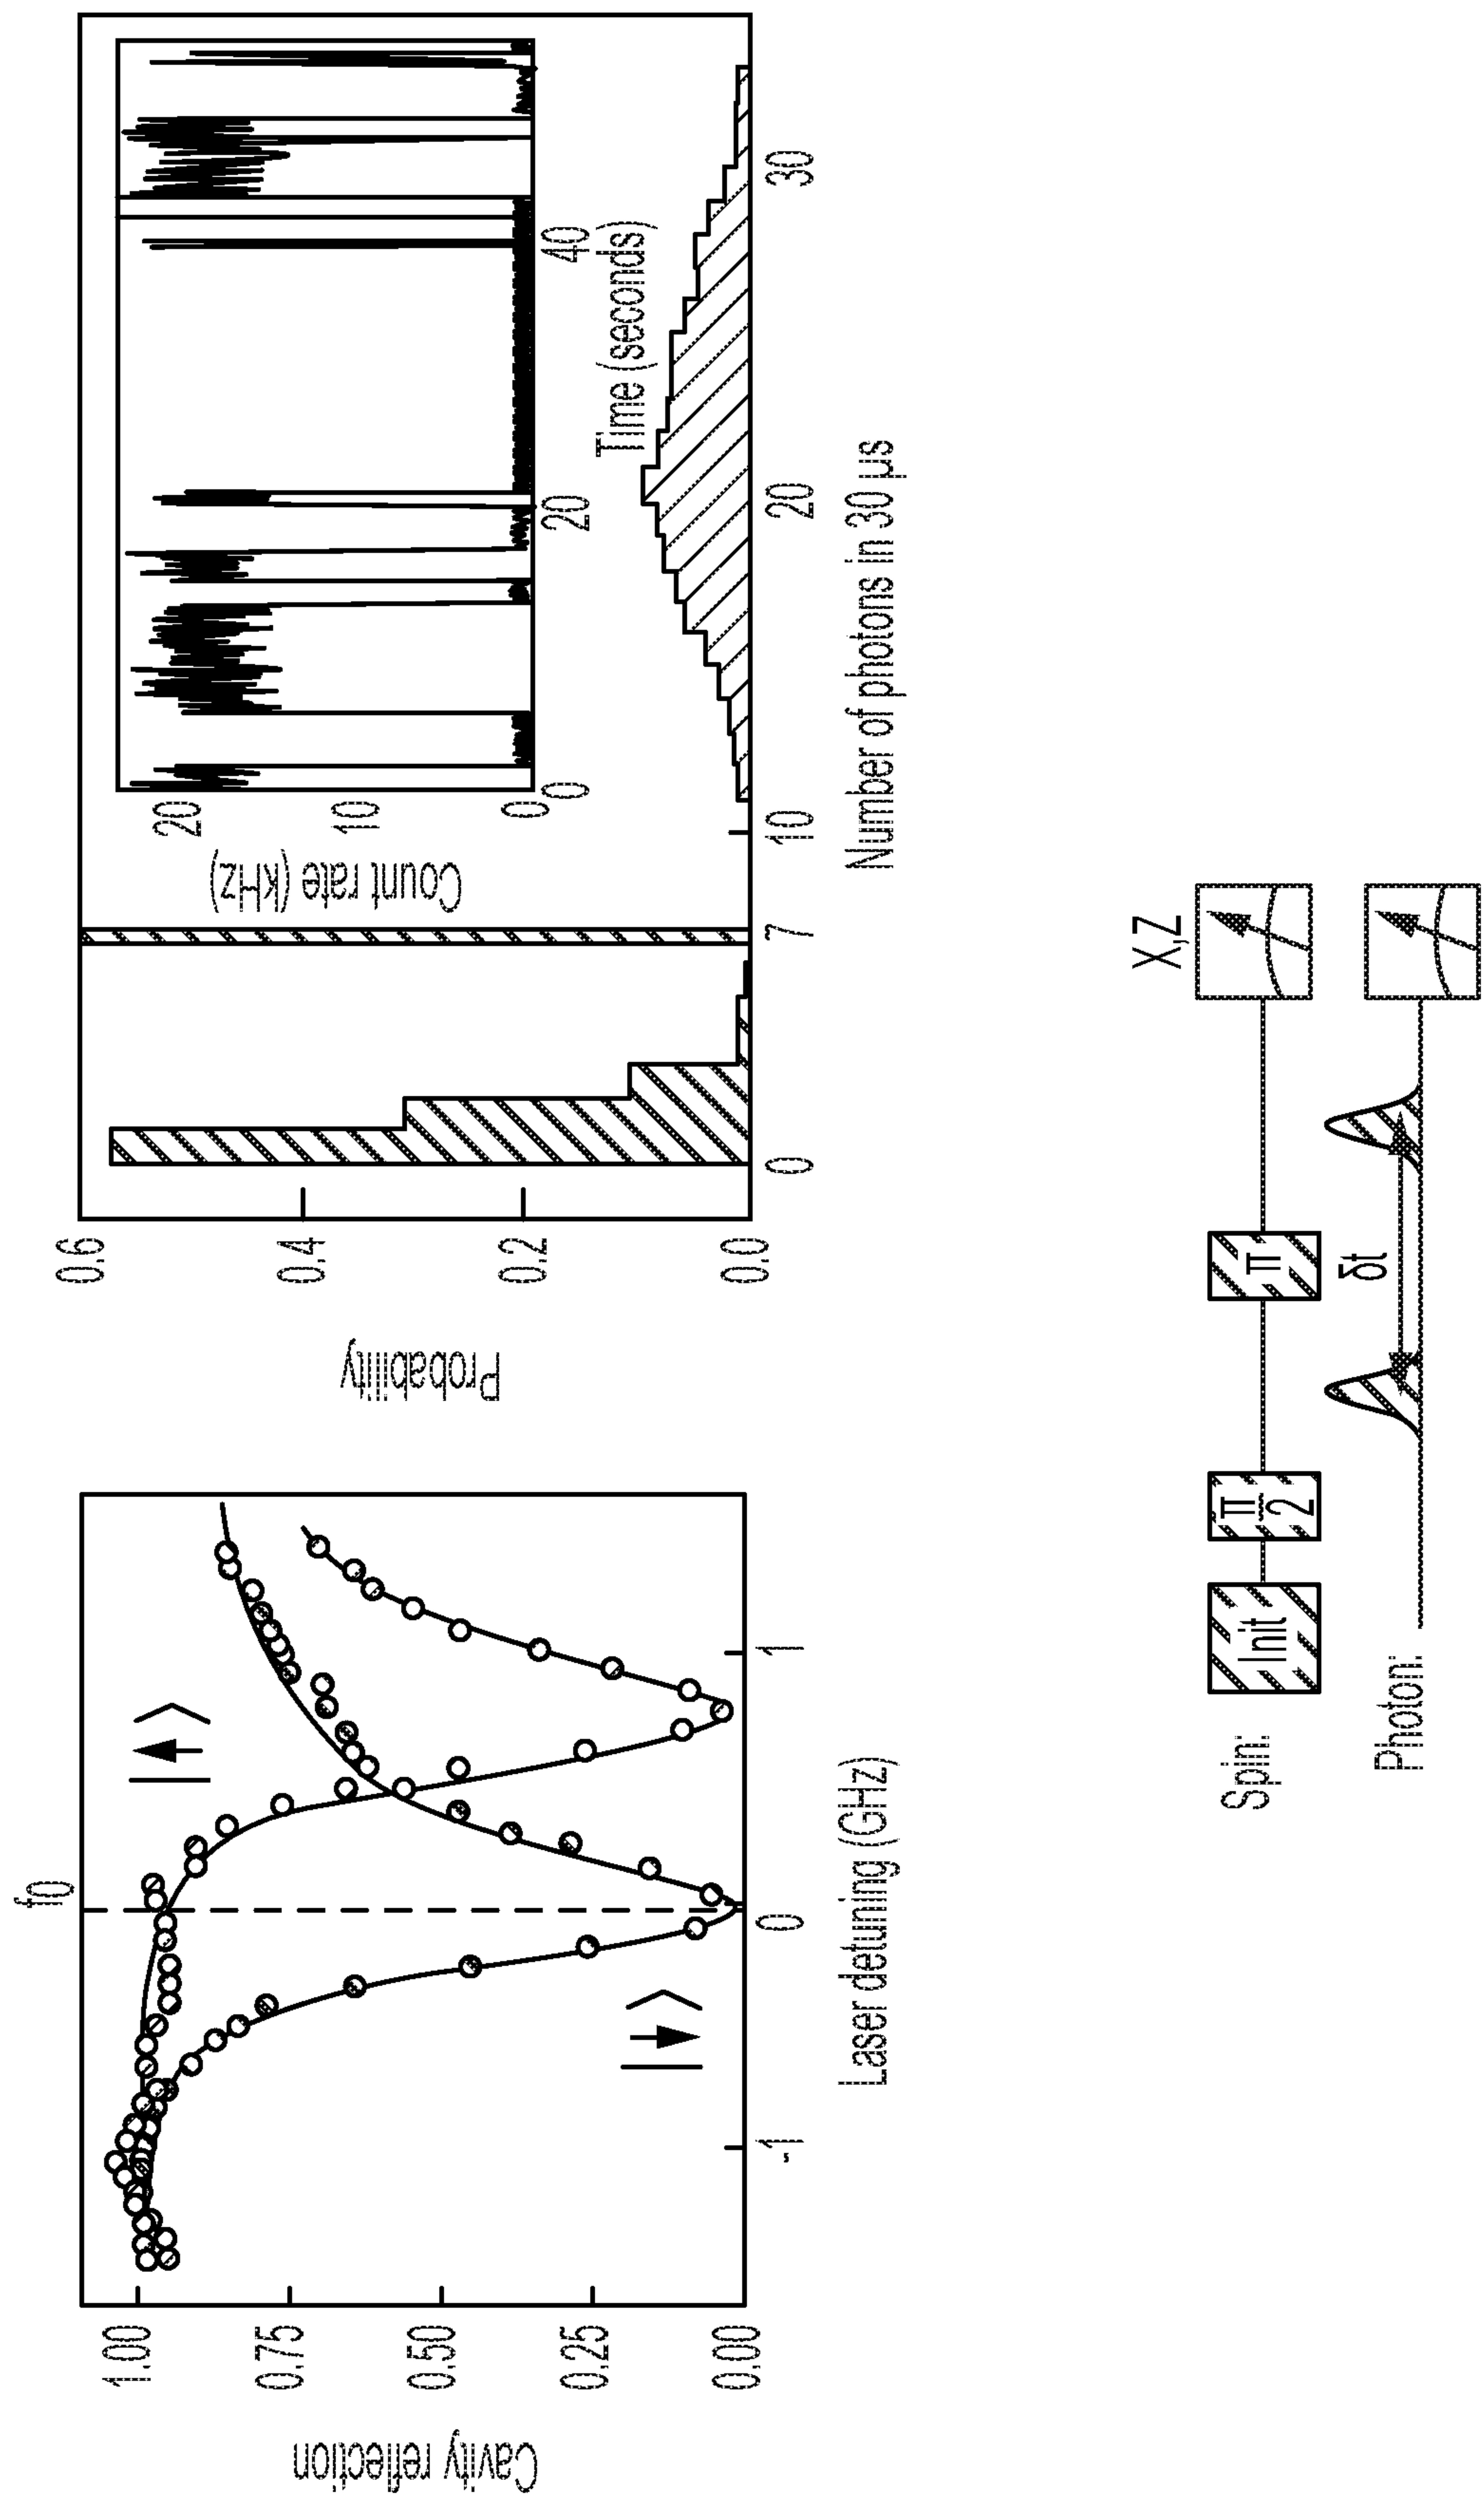 f0
|↑⟩
|↓⟩
Cavity reflection
1.00
0.75
0.50
0.25
0.00
-1
0
1
Laser detuning (GHz)
Probability
0.6
0.4
0.2
0.0
0
7
10
20
30
Number of photons in 30 µs
Count rate (kHz)
20
10
0
0
20
40
Time (seconds)
Spin:
Init
π/2
π
X,Z
Photon:
δt